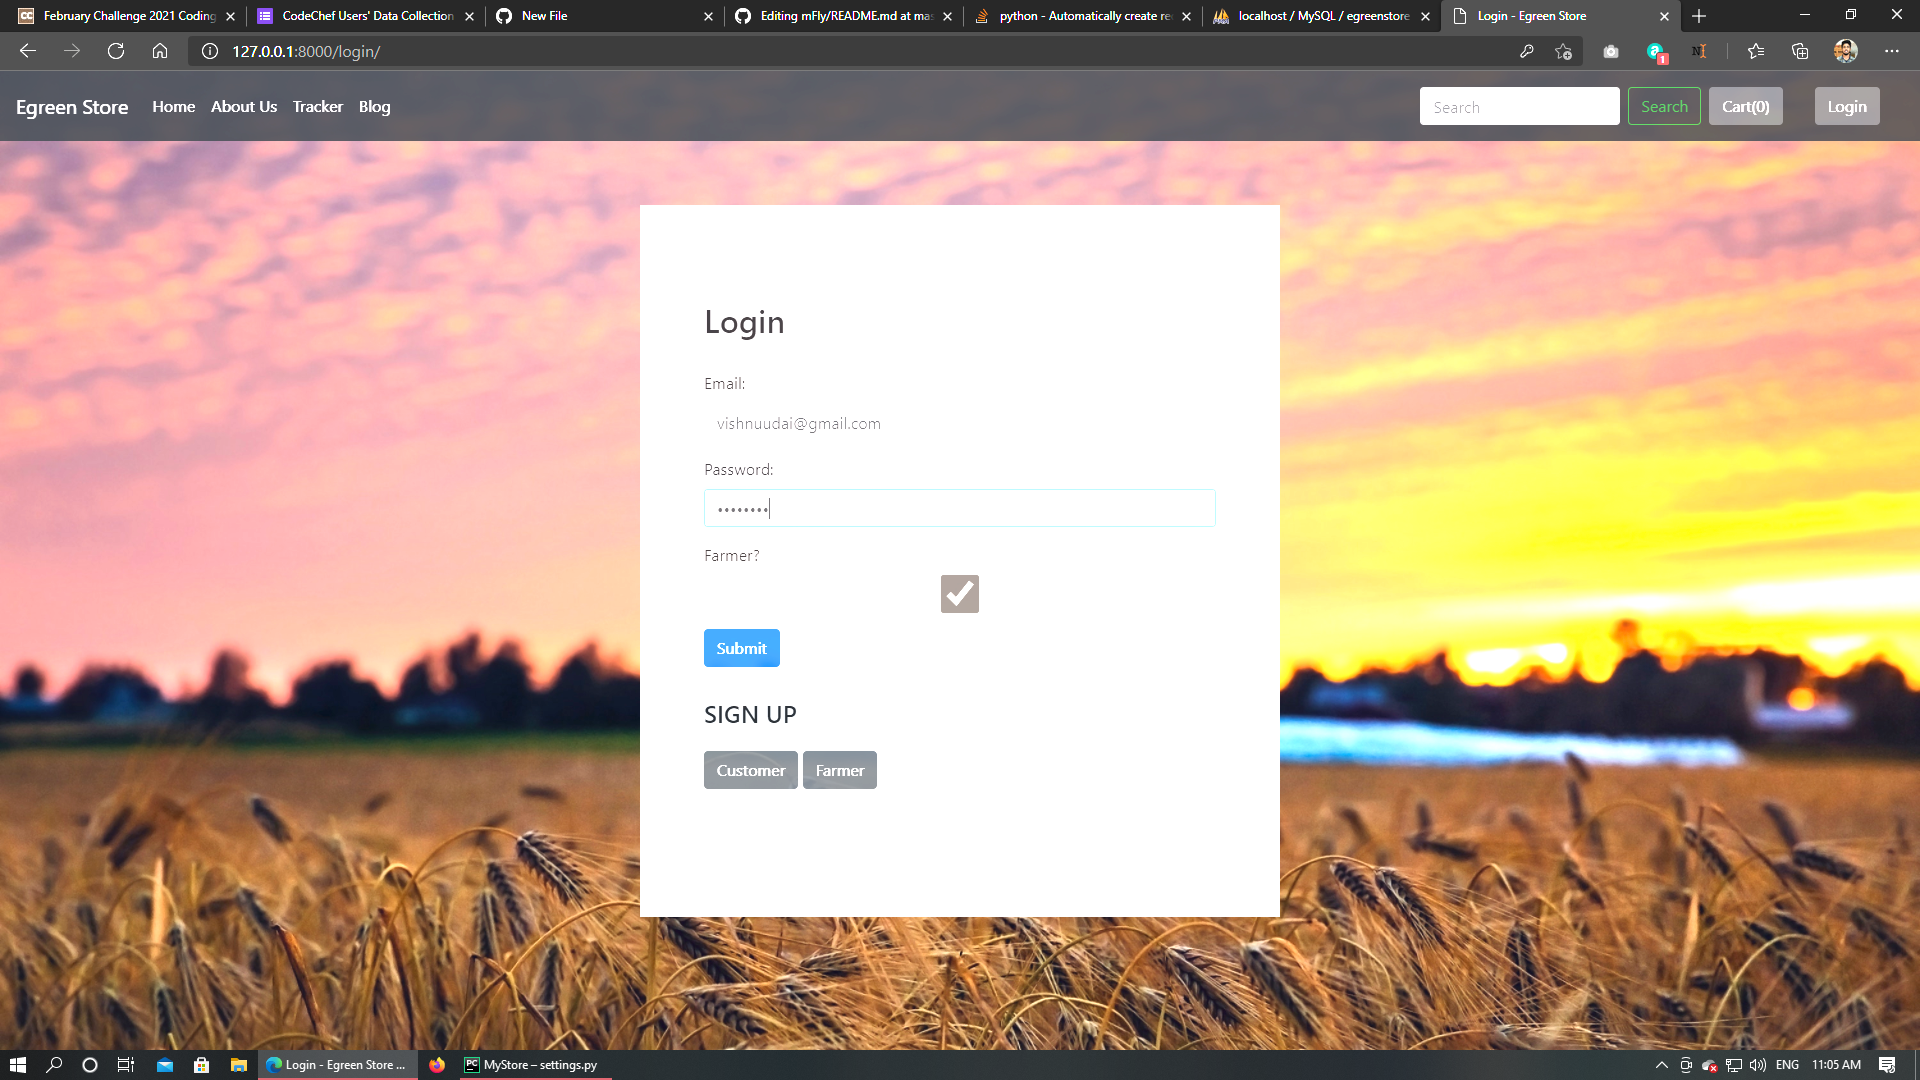 February Challenge 2021 Coding
CodeChef Users' Data Collection
New File
Editing mFly/README.md at mas
python - Automatically create re
localhost / MySQL / egreenstore
Login - Egreen Store
127.0.0.1:8000/login/
1
Egreen Store Home About Us Tracker Blog
Search Search Cart(0) Login
Login
Email:
vishnuudai@gmail.com
Password:
••••••••
Farmer?
Submit
SIGN UP
Customer Farmer
Login - Egreen Store ...
MyStore – settings.py
ENG 11:05 AM